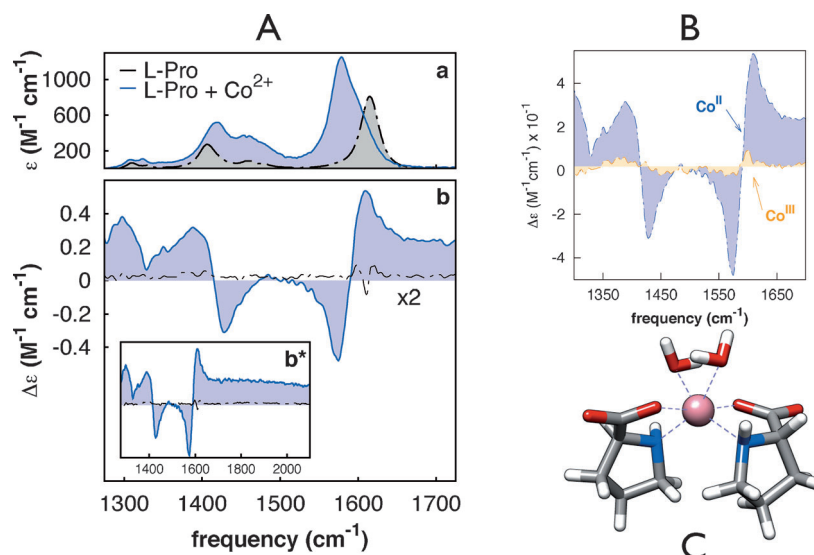 A
B
L-Pro
L-Pro + Co²⁺
a
1000
600
200
ε (M⁻¹ cm⁻¹)
b
0.4
0.2
0
-0.2
-0.4
x2
Δε (M⁻¹ cm⁻¹)
b*
1400 1600 1800 2000
1300 1400 1500 1600 1700
frequency (cm⁻¹)
4
2
0
-2
-4
Δε (M⁻¹cm⁻¹) x 10⁻¹
Coᴵᴵ
Coᴵᴵᴵ
1350 1450 1550 1650
frequency (cm⁻¹)
C